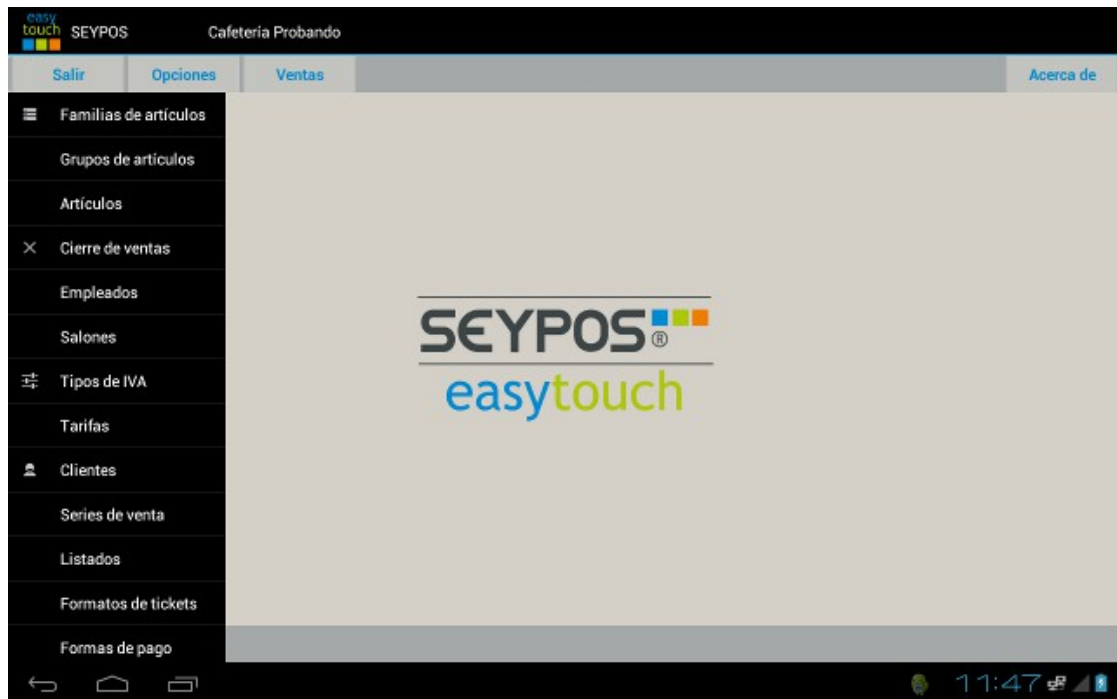 easy
touch SEYPOS Cafetería Probando
Salir Opciones Ventas Acerca de
Familias de artículos
Grupos de artículos
Artículos
Cierre de ventas
Empleados
Salones
Tipos de IVA
Tarifas
Clientes
Series de venta
Listados
Formatos de tickets
Formas de pago
SEYPOS®
easytouch
11:47